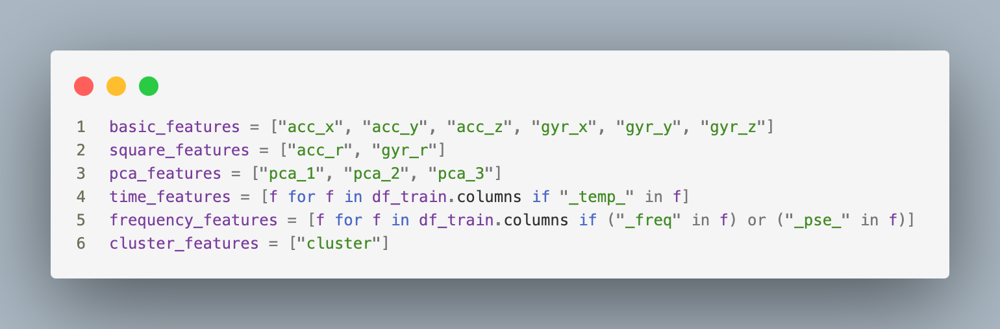 1 basic_features = ["acc_x", "acc_y", "acc_z", "gyr_x", "gyr_y", "gyr_z"]
2 square_features = ["acc_r", "gyr_r"]
3 pca_features = ["pca_1", "pca_2", "pca_3"]
4 time_features = [f for f in df_train.columns if "_temp_" in f]
5 frequency_features = [f for f in df_train.columns if ("_freq" in f) or ("_pse_" in f)]
6 cluster_features = ["cluster"]